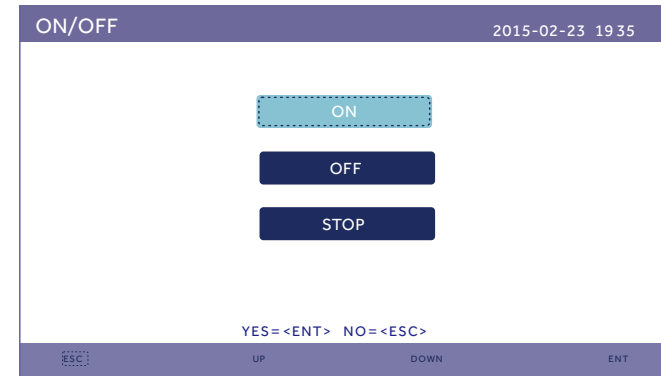 ON/OFF 2015-02-23 19 35
ON
OFF
STOP
YES=<ENT> NO=<ESC>
ESC UP DOWN ENT